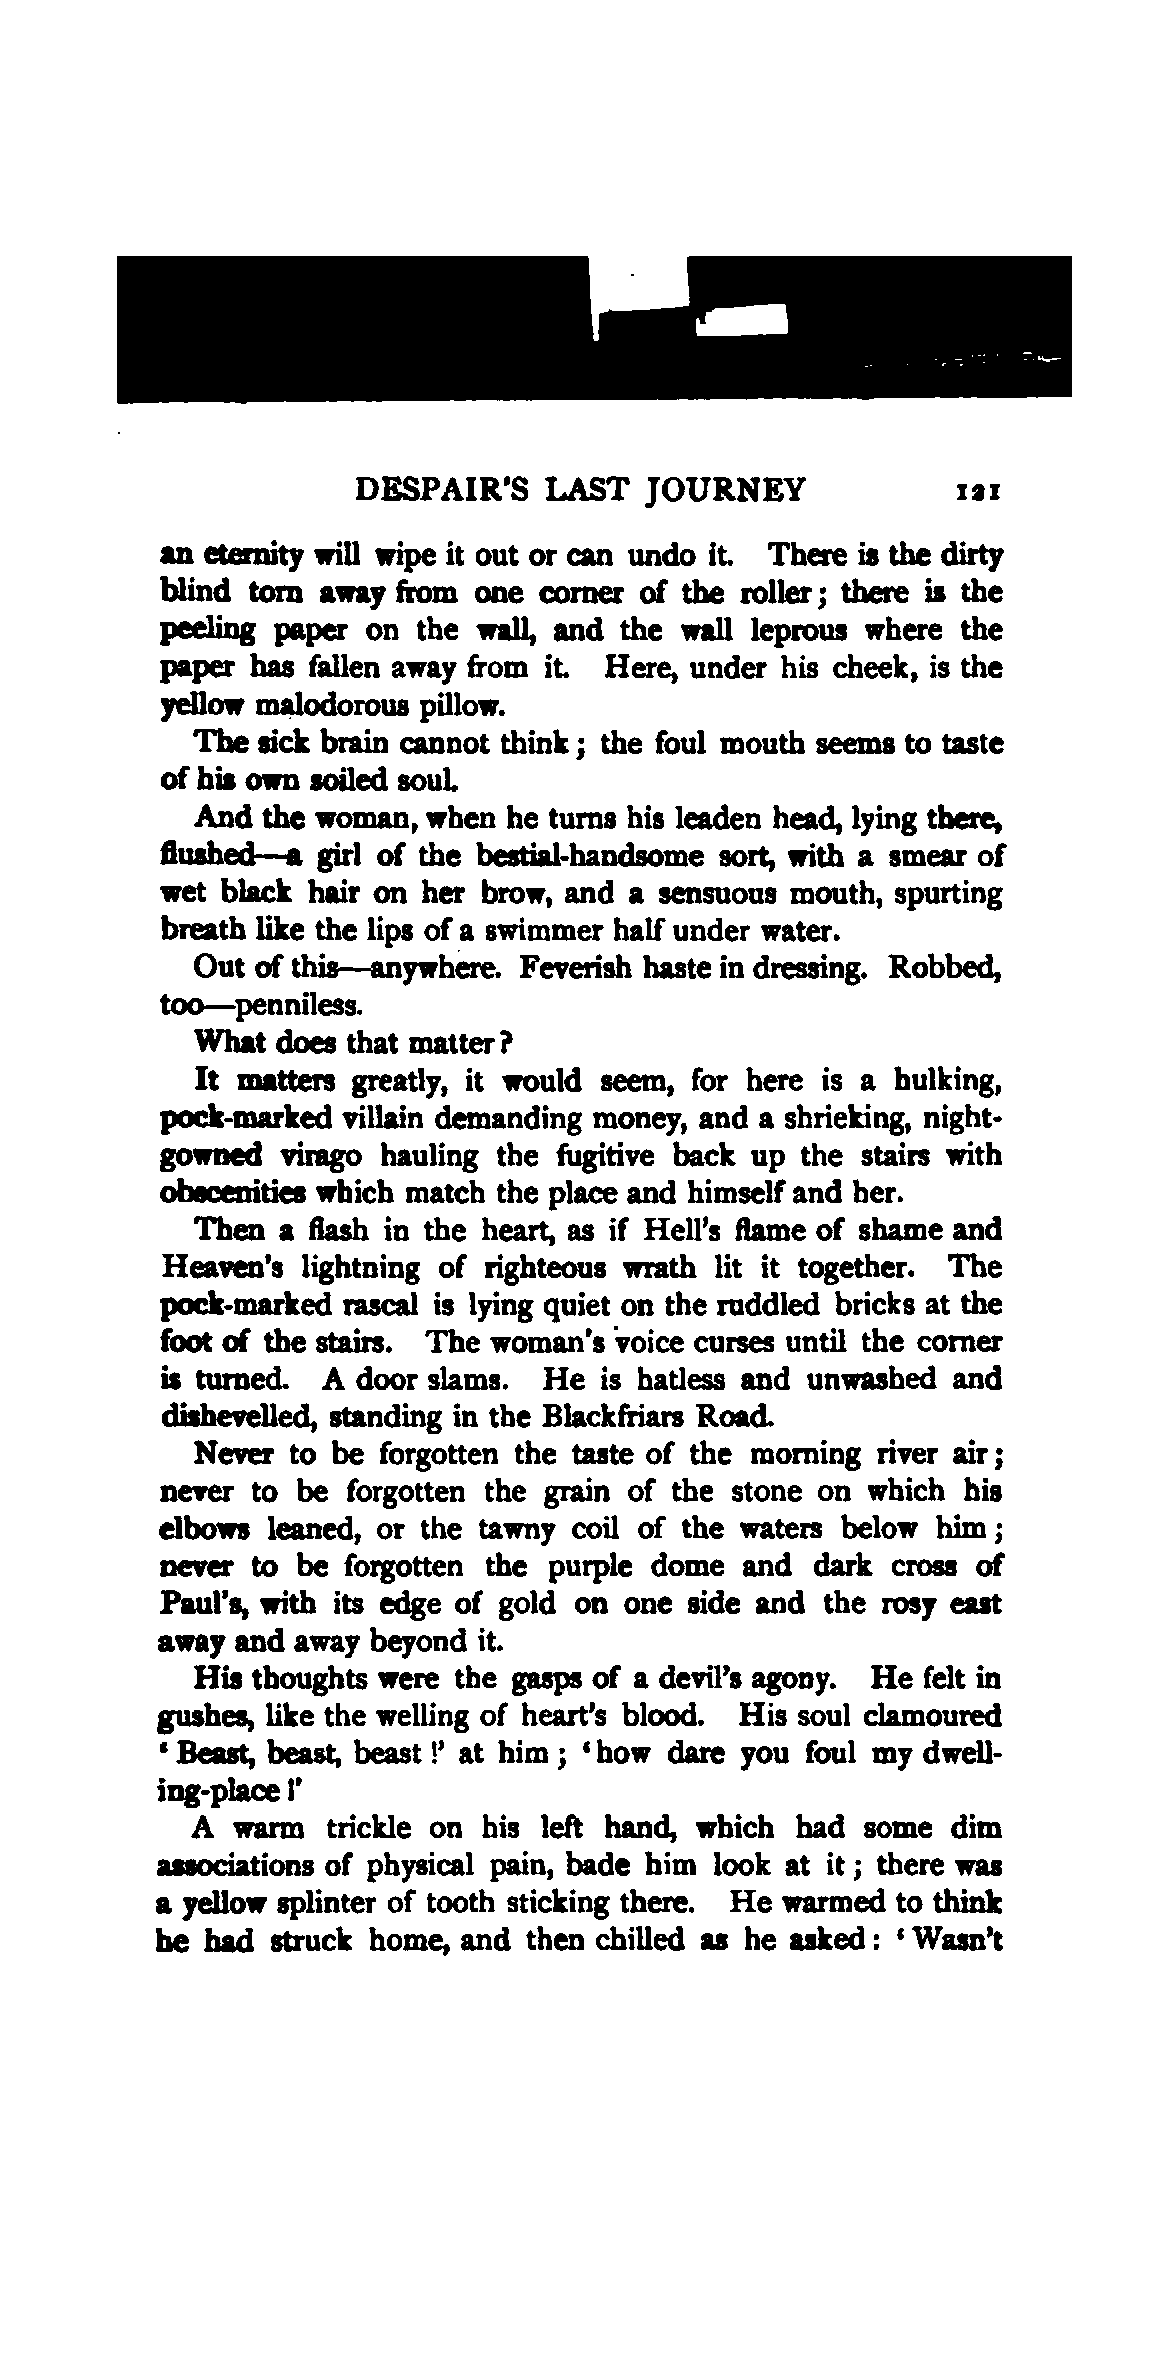 DESPAIR'S LAST JOURNEY 121
an eternity will wipe it out or can undo it. There is the dirty
blind torn away from one corner of the roller; there is the
peeling paper on the wall, and the wall leprous where the
paper has fallen away from it. Here, under his cheek, is the
yellow malodorous pillow.
The sick brain cannot think; the foul mouth seems to taste
of his own soiled soul.
And the woman, when he turns his leaden head, lying there,
flushed—a girl of the bestial-handsome sort, with a smear of
wet black hair on her brow, and a sensuous mouth, spurting
breath like the lips of a swimmer half under water.
Out of this—anywhere. Feverish haste in dressing. Robbed,
too—penniless.
What does that matter?
It matters greatly, it would seem, for here is a hulking,
pock-marked villain demanding money, and a shrieking, night-
gowned virago hauling the fugitive back up the stairs with
obscenities which match the place and himself and her.
Then a flash in the heart, as if Hell's flame of shame and
Heaven's lightning of righteous wrath lit it together. The
pock-marked rascal is lying quiet on the ruddled bricks at the
foot of the stairs. The woman's voice curses until the corner
is turned. A door slams. He is hatless and unwashed and
dishevelled, standing in the Blackfriars Road.
Never to be forgotten the taste of the morning river air;
never to be forgotten the grain of the stone on which his
elbows leaned, or the tawny coil of the waters below him;
never to be forgotten the purple dome and dark cross of
Paul's, with its edge of gold on one side and the rosy east
away and away beyond it.
His thoughts were the gasps of a devil's agony. He felt in
gushes, like the welling of heart's blood. His soul clamoured
'Beast, beast, beast!' at him; 'how dare you foul my dwell-
ing-place!'
A warm trickle on his left hand, which had some dim
associations of physical pain, bade him look at it; there was
a yellow splinter of tooth sticking there. He warmed to think
he had struck home, and then chilled as he asked: 'Wasn't